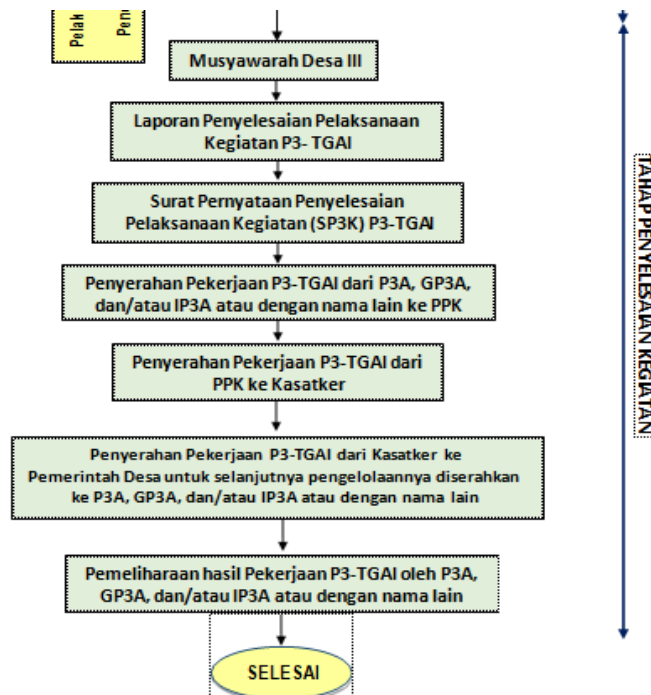 Musyawarah Desa III
Laporan Penyelesaian Pelaksanaan
Kegiatan P3- TGAI
Surat Pernyataan Penyelesaian
Pelaksanaan Kegiatan (SP3K) P3-TGAI
Penyerahan Pekerjaan P3-TGAI dari P3A, GP3A,
dan/atau IP3A atau dengan nama lain ke PPK
Penyerahan Pekerjaan P3-TGAI dari
PPK ke Kasatker
Penyerahan Pekerjaan P3-TGAI dari Kasatker ke
Pemerintah Desa untuk selanjutnya pengelolaannya diserahkan
ke P3A, GP3A, dan/atau IP3A atau dengan nama lain
Pemeliharaan hasil Pekerjaan P3-TGAI oleh P3A,
GP3A, dan/atau IP3A atau dengan nama lain
SELESAI
TAHAP PENYELESAIAN KEGIATAN